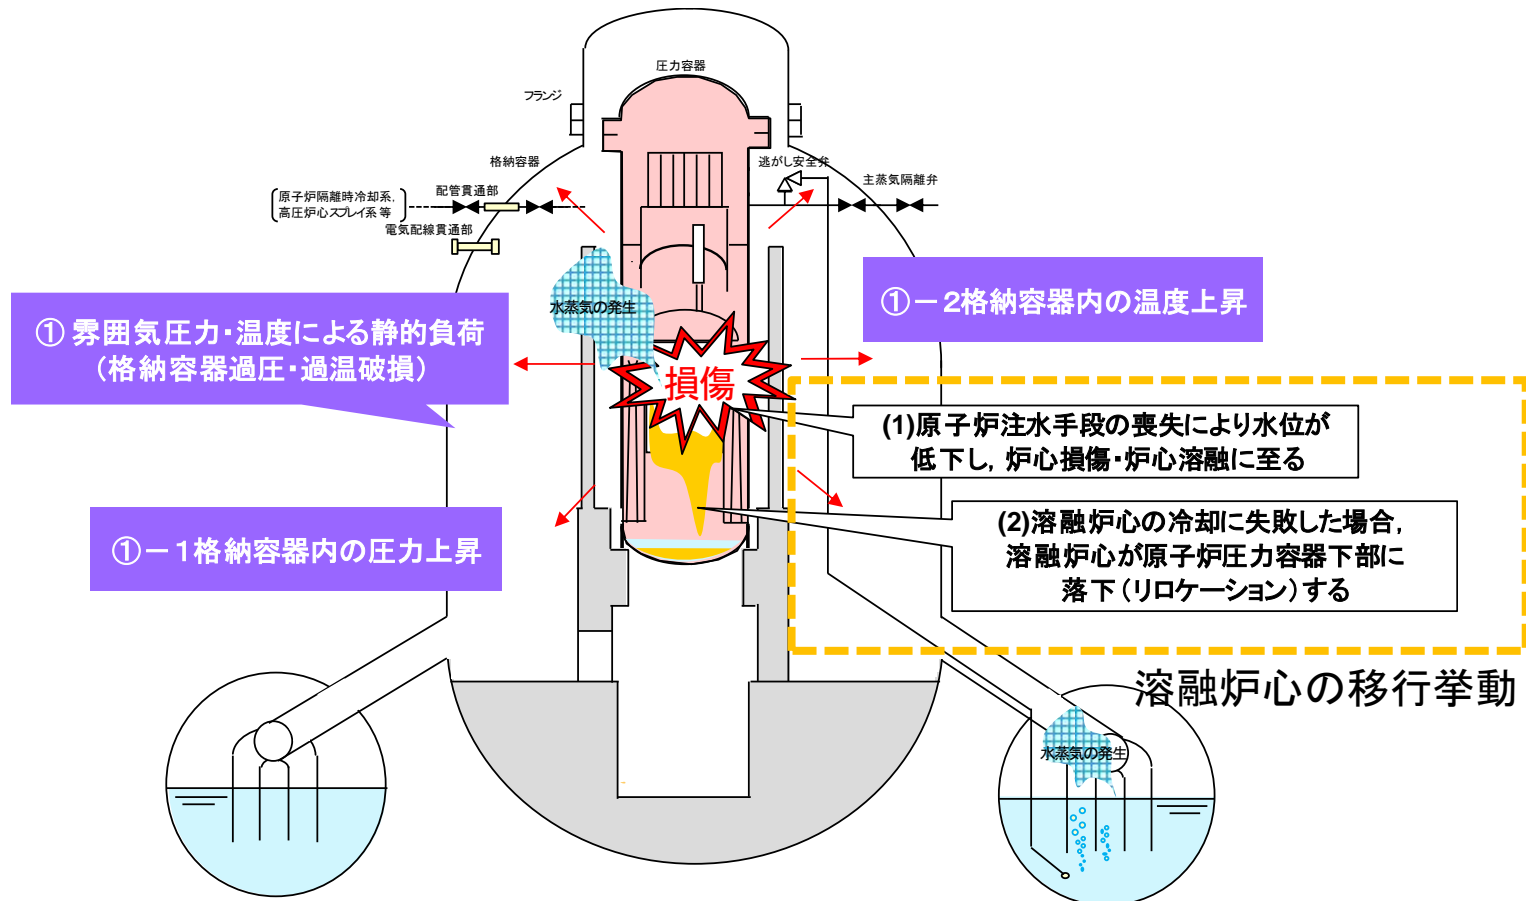 圧力容器
フランジ
格納容器
逃がし安全弁
主蒸気隔離弁
配管貫通部
原子炉隔離時冷却系,
高圧炉心スプレイ系等
電気配線貫通部
水蒸気の発生
①-2格納容器内の温度上昇
① 雰囲気圧力・温度による静的負荷
(格納容器過圧・過温破損)
損傷
(1)原子炉注水手段の喪失により水位が
低下し, 炉心損傷・炉心溶融に至る
(2)溶融炉心の冷却に失敗した場合,
溶融炉心が原子炉圧力容器下部に
落下(リロケーション)する
①-1格納容器内の圧力上昇
溶融炉心の移行挙動
水蒸気の発生